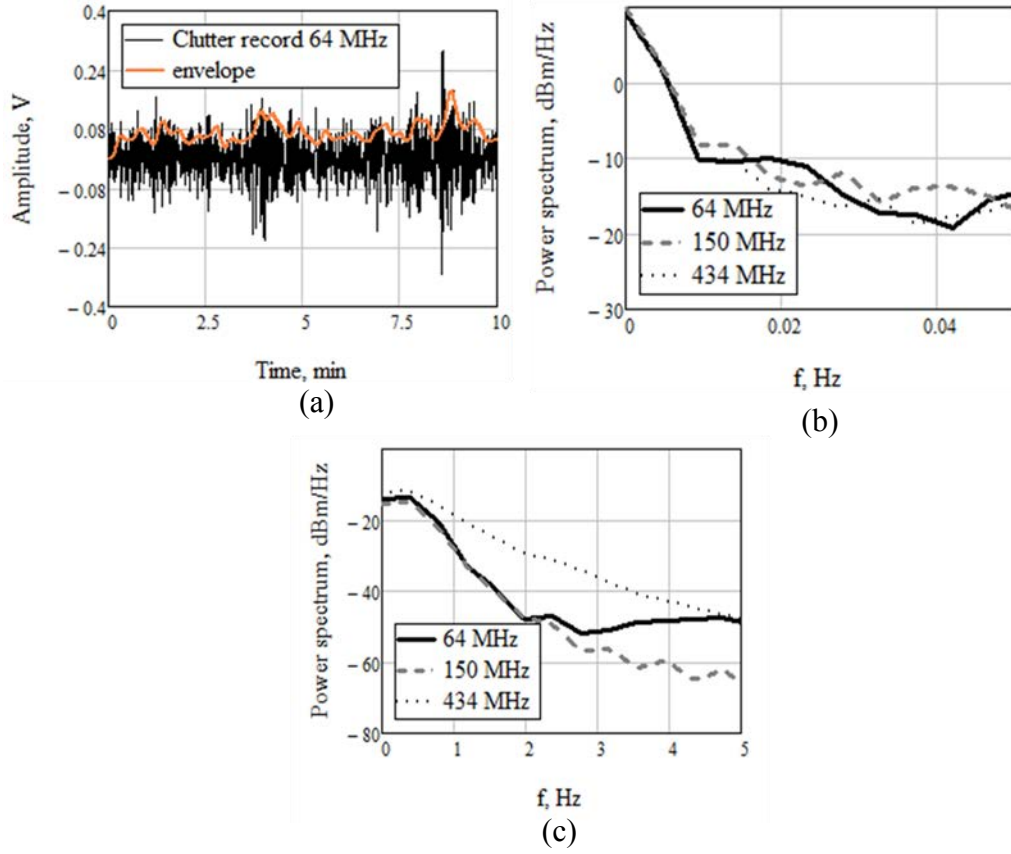 0.4
0.24
0.08
−0.08
−0.24
−0.4
Amplitude, V
Clutter record 64 MHz
envelope
0
2.5
5
7.5
10
Time, min
(a)
Power spectrum, dBm/Hz
0
−10
−20
−30
64 MHz
150 MHz
434 MHz
0
0.02
0.04
f, Hz
(b)
Power spectrum, dBm/Hz
−20
−40
−60
−80
64 MHz
150 MHz
434 MHz
0
1
2
3
4
5
f, Hz
(c)